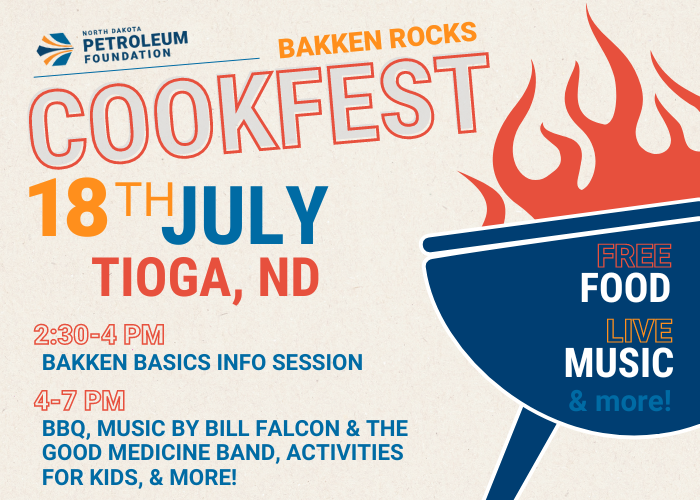 NORTH DAKOTA
PETROLEUM
FOUNDATION
BAKKEN ROCKS
COOKFEST
18TH JULY
TIOGA, ND
2:30-4 PM
BAKKEN BASICS INFO SESSION
4-7 PM
BBQ, MUSIC BY BILL FALCON & THE
GOOD MEDICINE BAND, ACTIVITIES
FOR KIDS, & MORE!
FREE
FOOD
LIVE
MUSIC
& more!